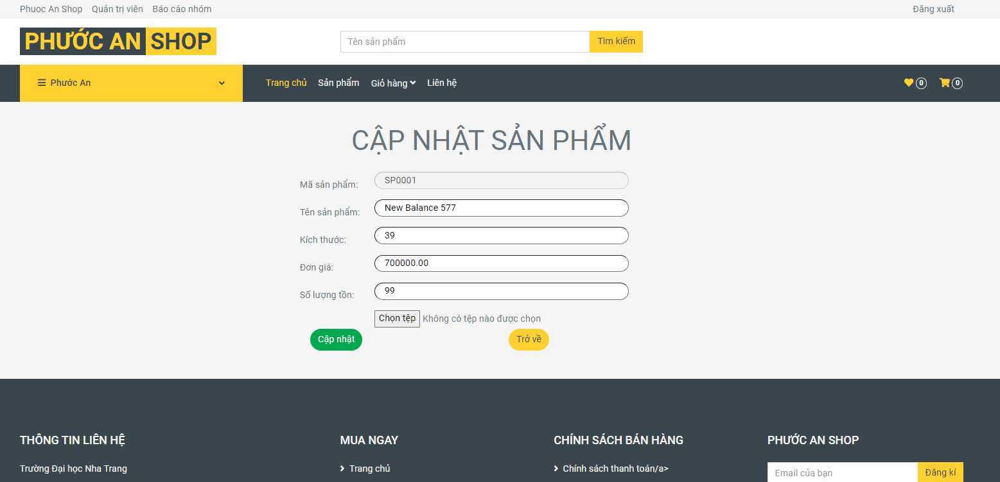 Phuoc An Shop Quản trị viên Báo cáo nhóm Đăng xuất
PHƯỚC AN SHOP
Tên sản phẩm Tìm kiếm
Phước An Trang chủ Sản phẩm Giỏ hàng Liên hệ 0 0
CẬP NHẬT SẢN PHẨM
Mã sản phẩm: SP0001
Tên sản phẩm: New Balance 577
Kích thước: 39
Đơn giá: 700000.00
Số lượng tồn: 99
Chọn tệp Không có tệp nào được chọn
Cập nhật Trở về
THÔNG TIN LIÊN HỆ MUA NGAY CHÍNH SÁCH BÁN HÀNG PHƯỚC AN SHOP
Trường Đại học Nha Trang Trang chủ Chính sách thanh toán/a> Email của bạn Đăng kí